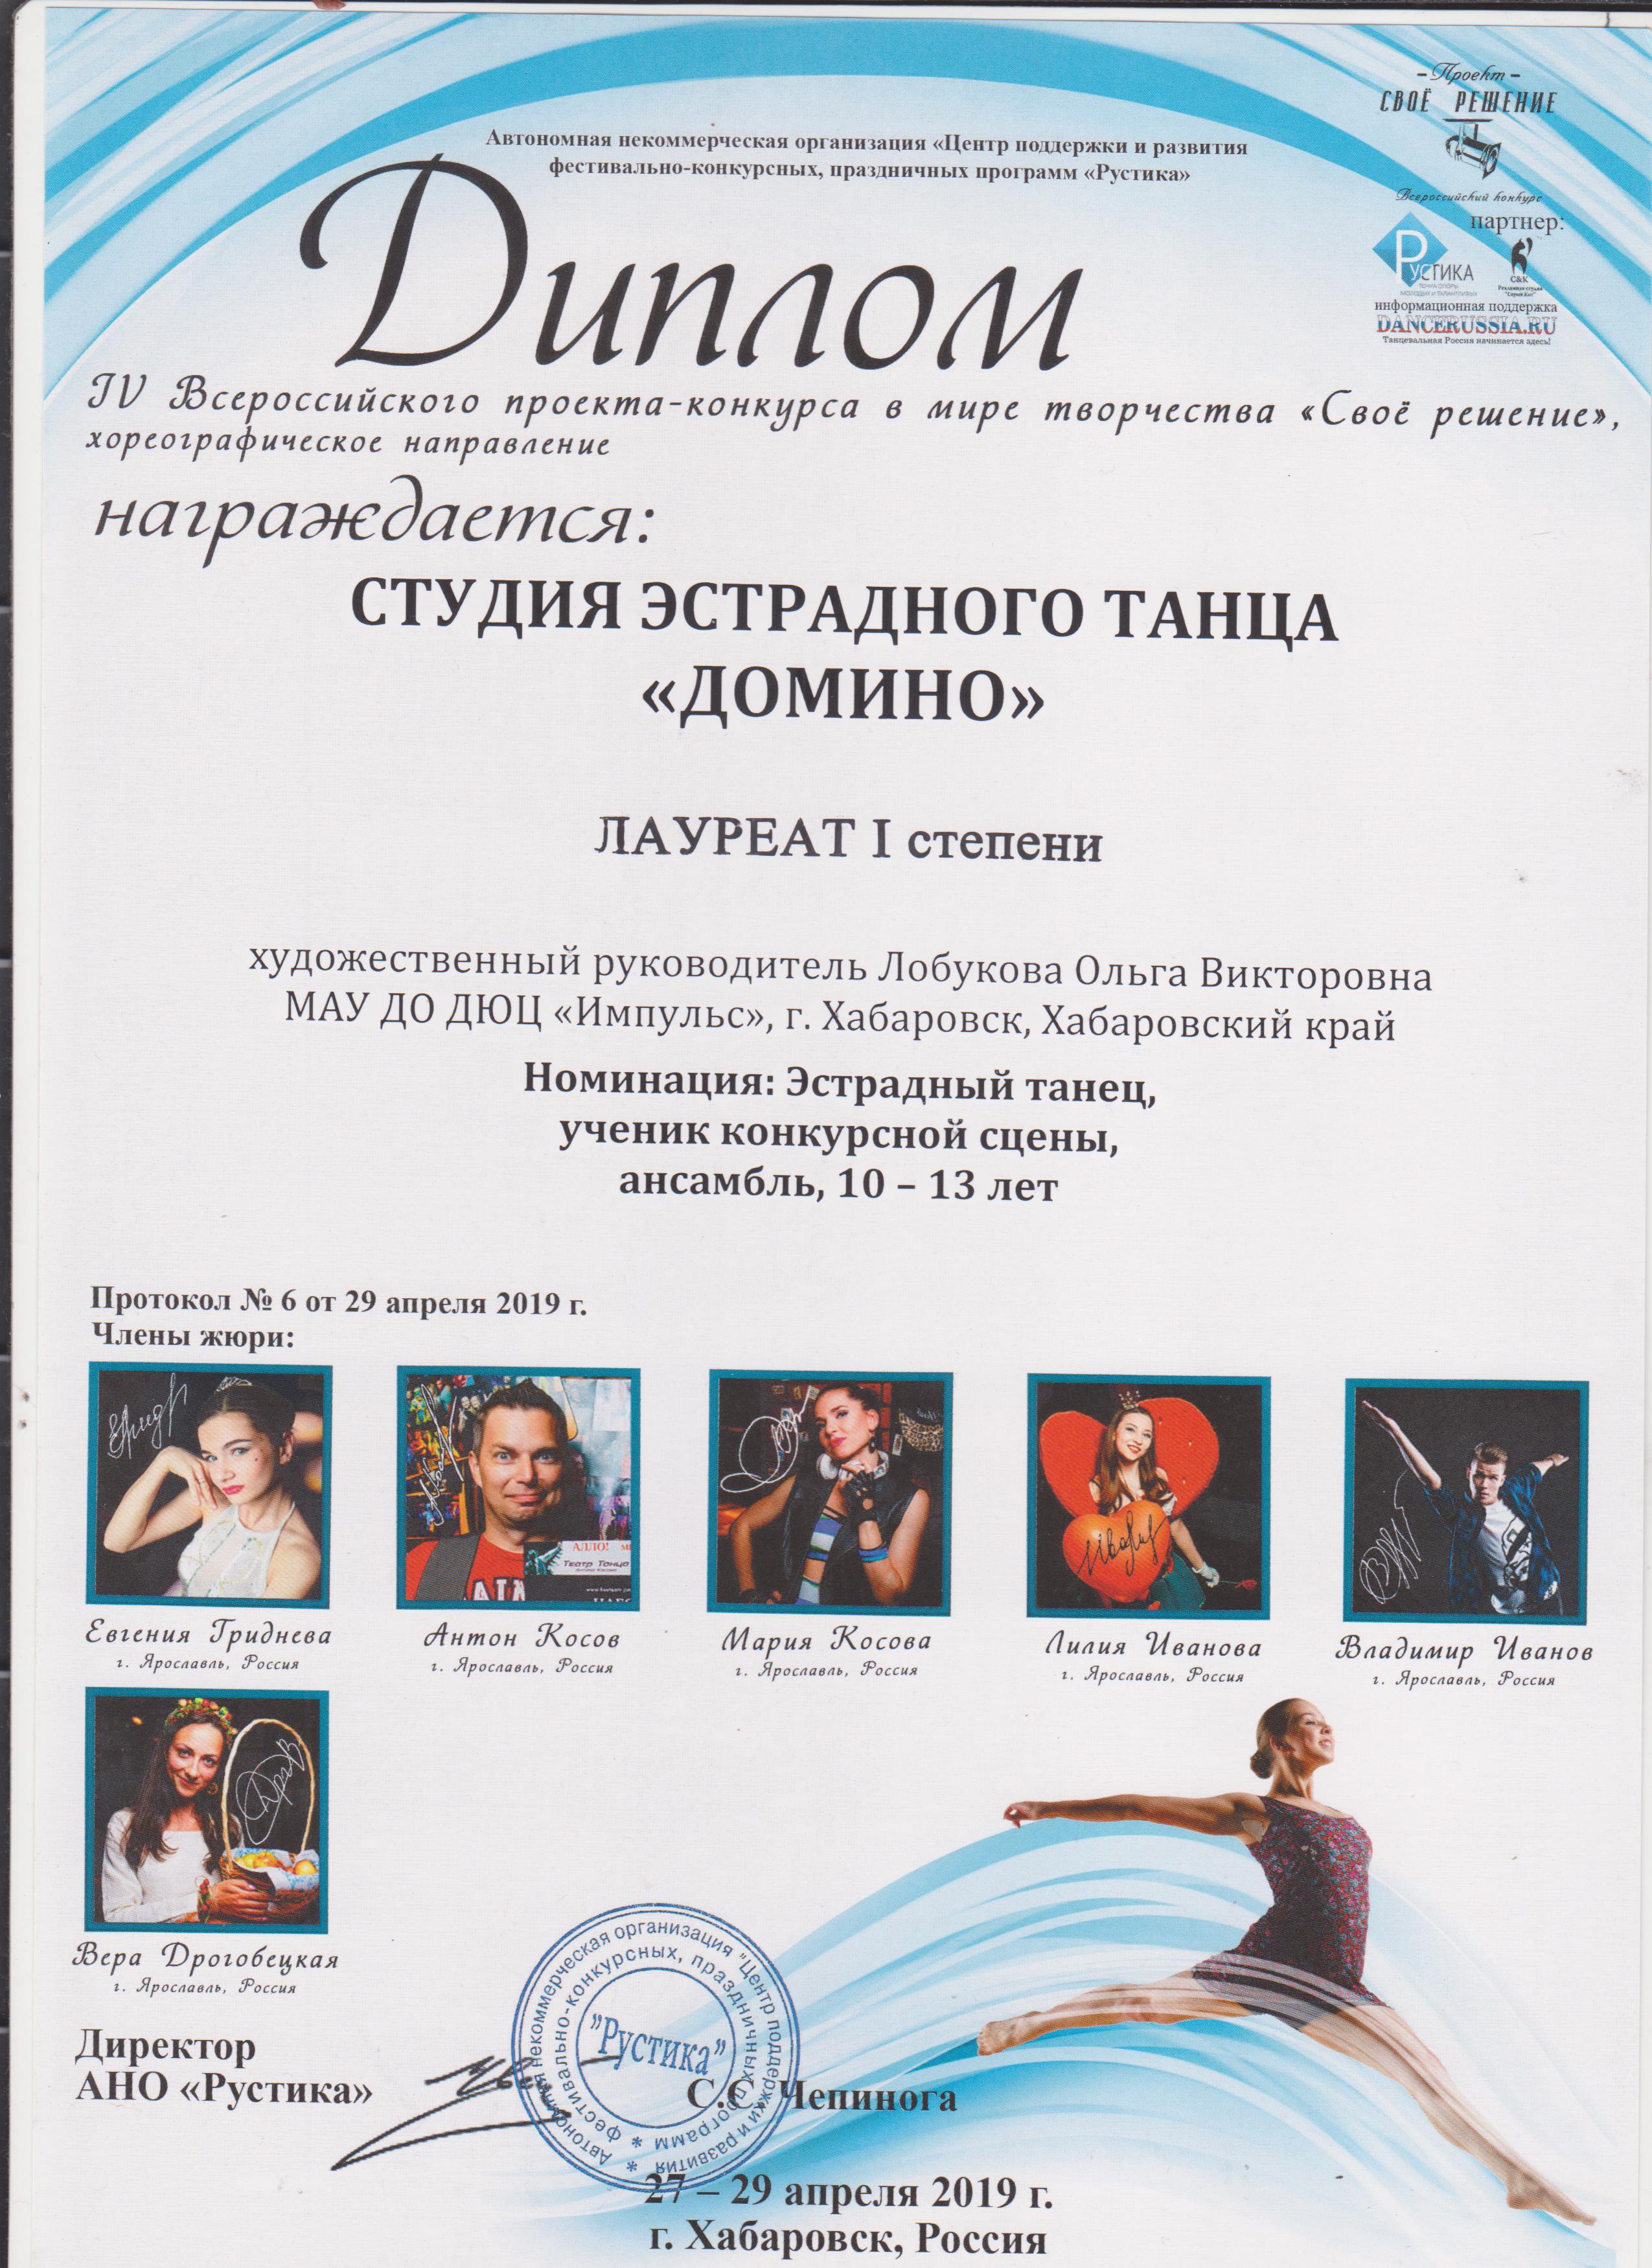 – Проект –
СВОЁ РЕШЕНИЕ
Всероссийский конкурс
Автономная некоммерческая организация «Центр поддержки и развития
фестивально-конкурсных, праздничных программ «Рустика»
партнер:
РУСТИКА
С&К
информационная поддержка
DANCERUSSIA.RU
Танцевальная Россия начинается здесь!
Диплом
IV Всероссийского проекта-конкурса в мире творчества «Своё решение»,
хореографическое направление
награждается:
СТУДИЯ ЭСТРАДНОГО ТАНЦА
«ДОМИНО»
ЛАУРЕАТ I степени
художественный руководитель Лобукова Ольга Викторовна
МАУ ДО ДЮЦ «Импульс», г. Хабаровск, Хабаровский край
Номинация: Эстрадный танец,
ученик конкурсной сцены,
ансамбль, 10 – 13 лет
Протокол № 6 от 29 апреля 2019 г.
Члены жюри:
АЛЛО!
Театр Танца
Евгения Гриднева
г. Ярославль, Россия
Антон Косов
г. Ярославль, Россия
Мария Косова
г. Ярославль, Россия
Лилия Иванова
г. Ярославль, Россия
Владимир Иванов
г. Ярославль, Россия
Вера Дрогобецкая
г. Ярославль, Россия
Директор
АНО «Рустика»
С.С. Чепинога
Автономная некоммерческая организация "Центр поддержки и развития
фестивально-конкурсных, праздничных программ
"Рустика"
27 – 29 апреля 2019 г.
г. Хабаровск, Россия